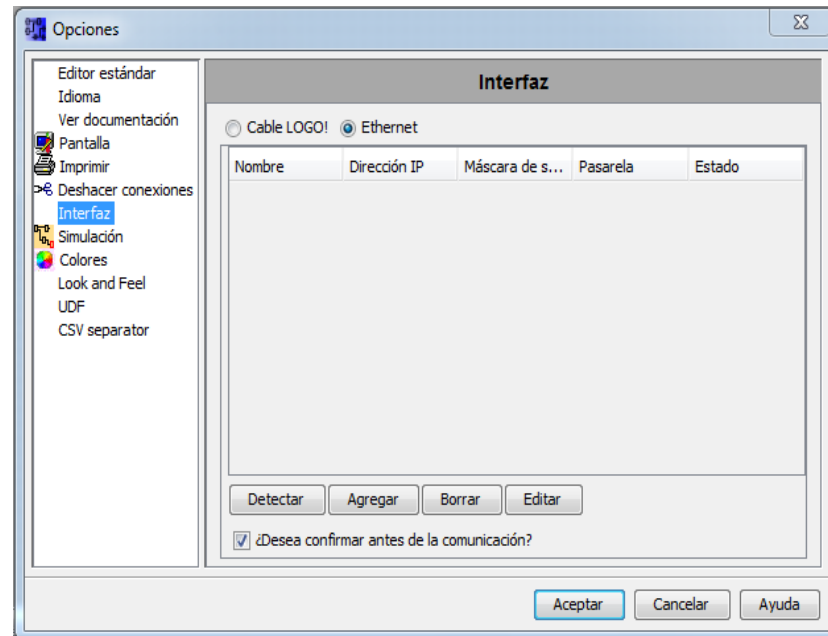 Opciones
Editor estándar
Idioma
Ver documentación
Pantalla
Imprimir
Deshacer conexiones
Interfaz
Simulación
Colores
Look and Feel
UDF
CSV separator
Interfaz
Cable LOGO! Ethernet
Nombre Dirección IP Máscara de s... Pasarela Estado
Detectar Agregar Borrar Editar
¿Desea confirmar antes de la comunicación?
Aceptar Cancelar Ayuda